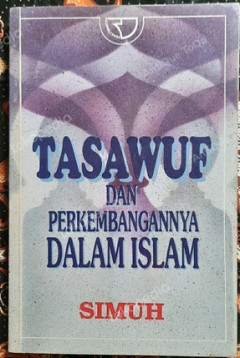 TASAWUF
DAN
PERKEMBANGANNYA
DALAM ISLAM
SIMUH